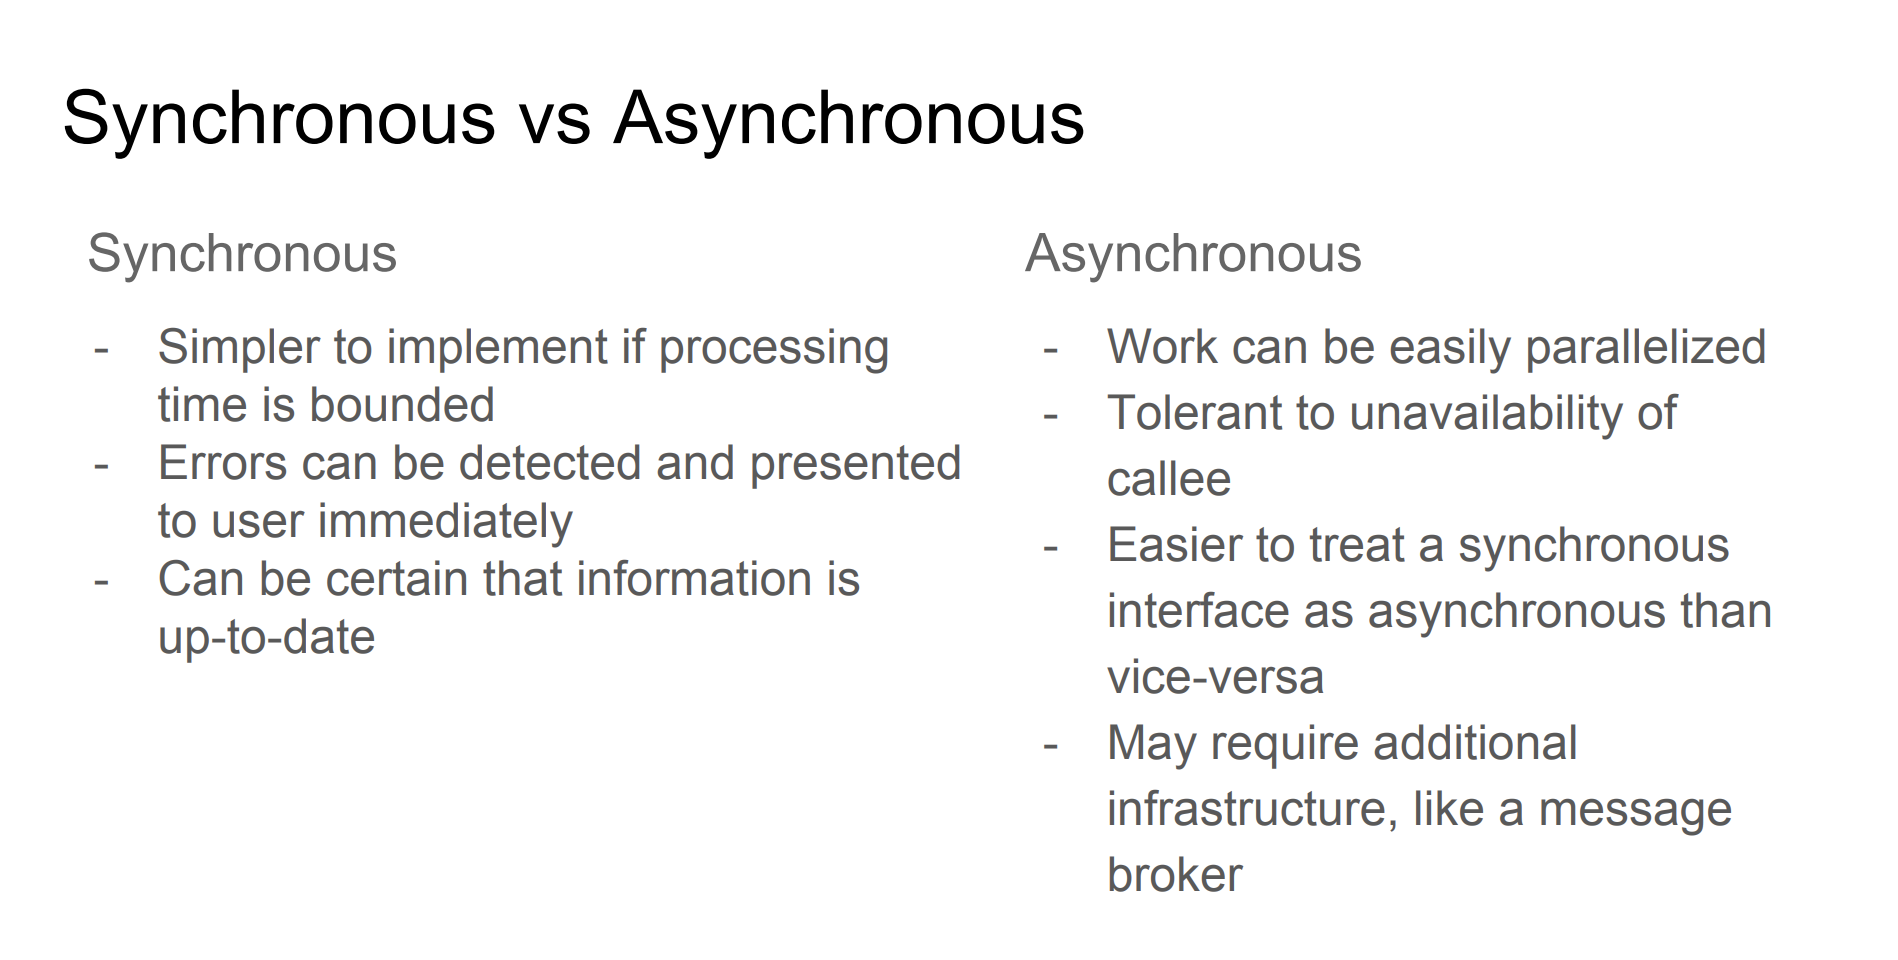 Synchronous vs Asynchronous
Synchronous
- Simpler to implement if processing
time is bounded
- Errors can be detected and presented
to user immediately
- Can be certain that information is
up-to-date
Asynchronous
- Work can be easily parallelized
- Tolerant to unavailability of
callee
- Easier to treat a synchronous
interface as asynchronous than
vice-versa
- May require additional
infrastructure, like a message
broker